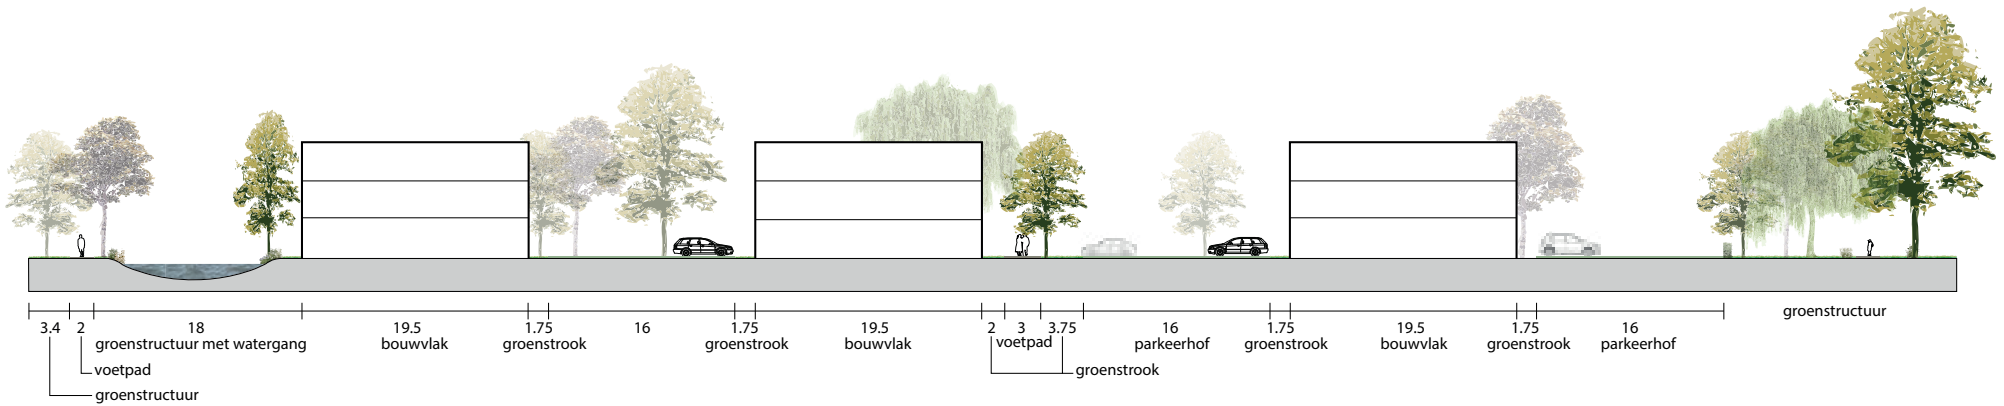 groenstructuur
3.4 2 18 19.5 1.75 16 1.75 19.5 2 3 3.75 16 1.75 19.5 1.75 16
groenstructuur met watergang bouwvlak groenstrook groenstrook bouwvlak voetpad parkeerhof groenstrook bouwvlak groenstrook parkeerhof
voetpad groenstrook
groenstructuur